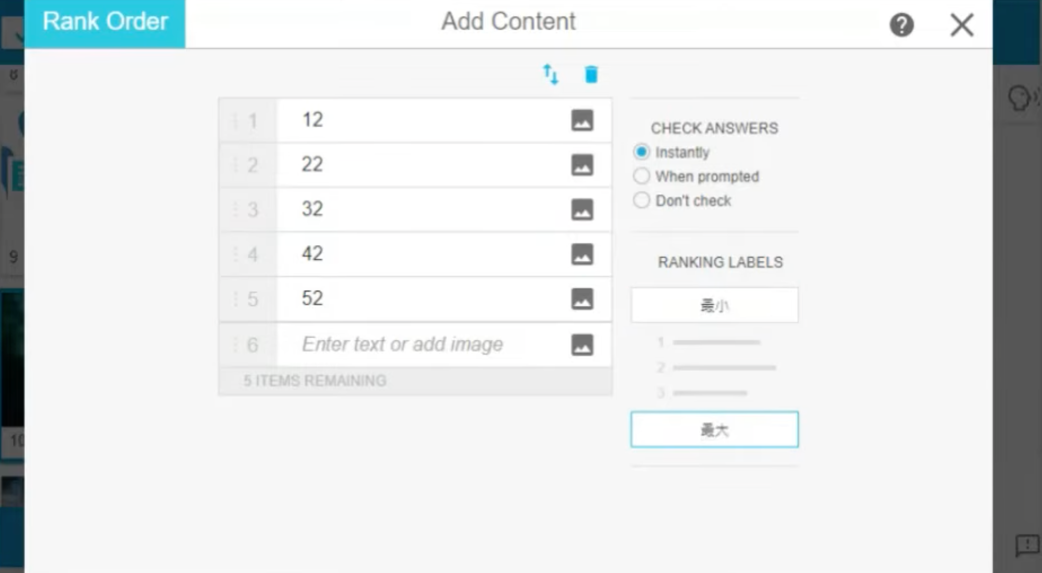 Rank Order
Add Content
1 12
2 22
3 32
4 42
5 52
6 Enter text or add image
5 ITEMS REMAINING
CHECK ANSWERS
Instantly
When prompted
Don't check
RANKING LABELS
最小
1
2
3
最大
9
10